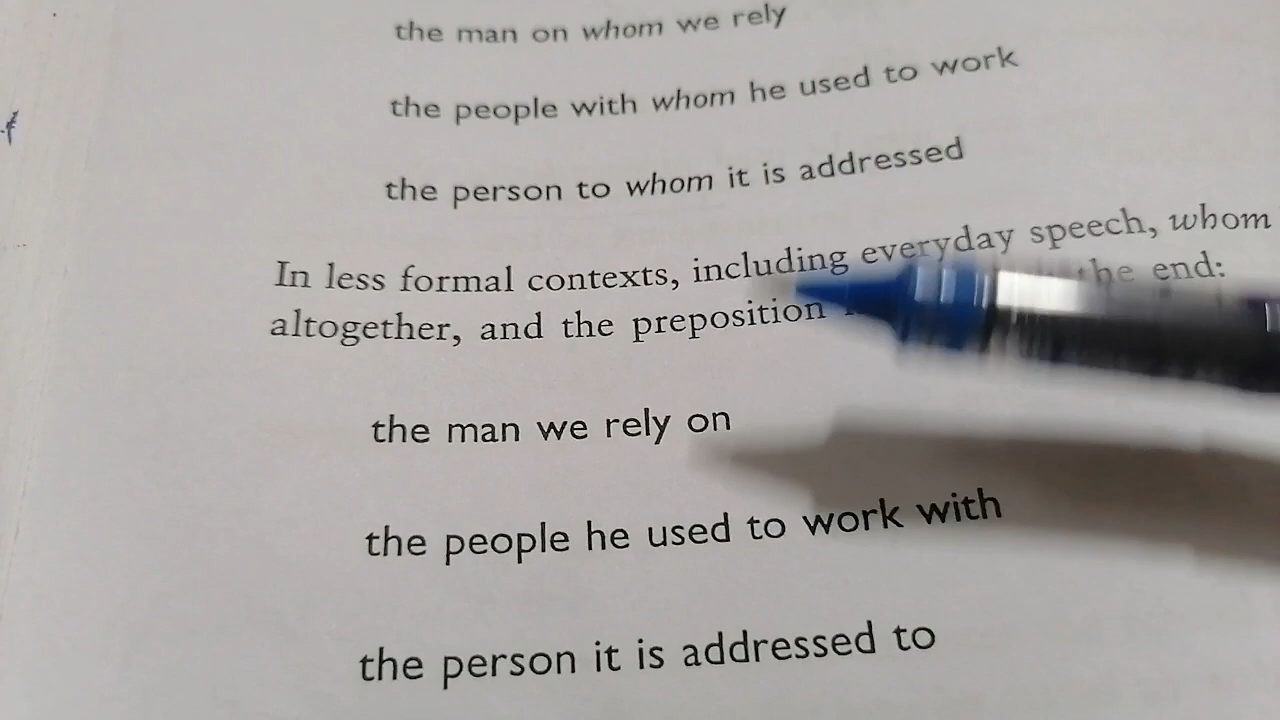 the man on whom we rely
the people with whom he used to work
the person to whom it is addressed
In less formal contexts, including everyday speech, whom
altogether, and the preposition the end:
the man we rely on
the people he used to work with
the person it is addressed to